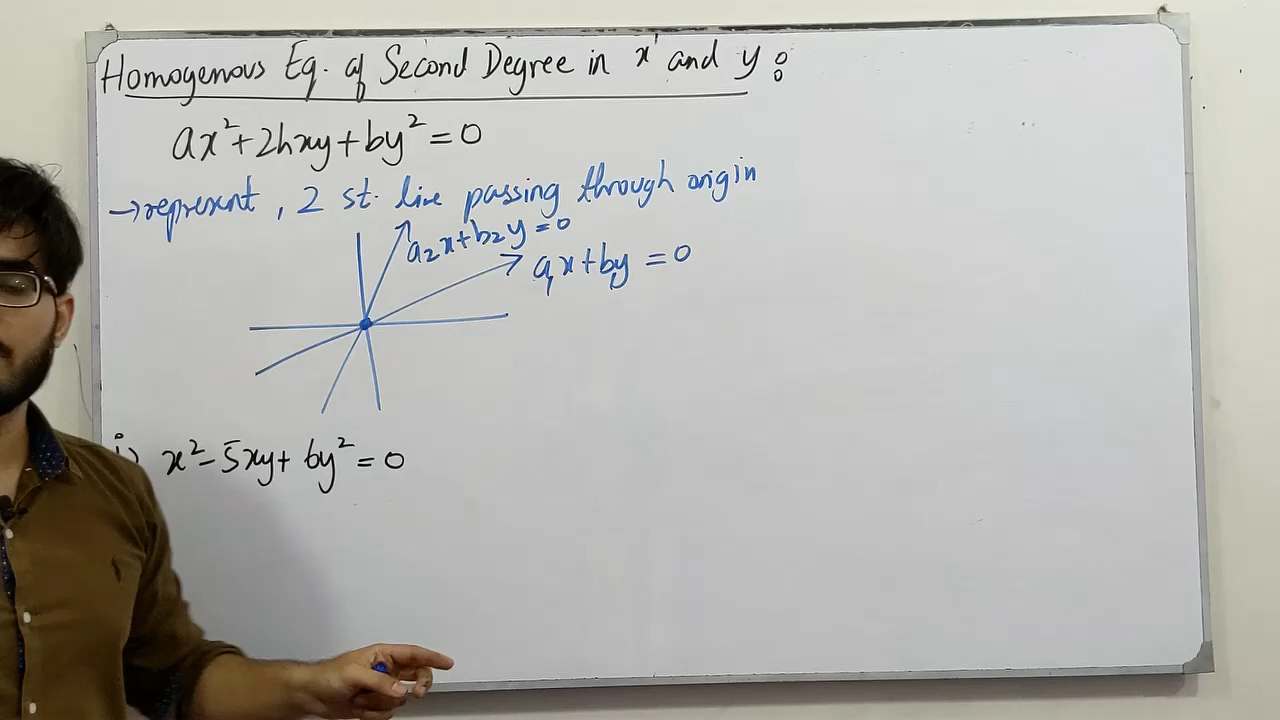 Homogenous Eq. of Second Degree in x and y :
ax² + 2hxy + by² = 0
→ represent, 2 st. line passing through origin
a₂x + b₂y = 0
a₁x + b₁y = 0
i) x² - 5xy + 6y² = 0